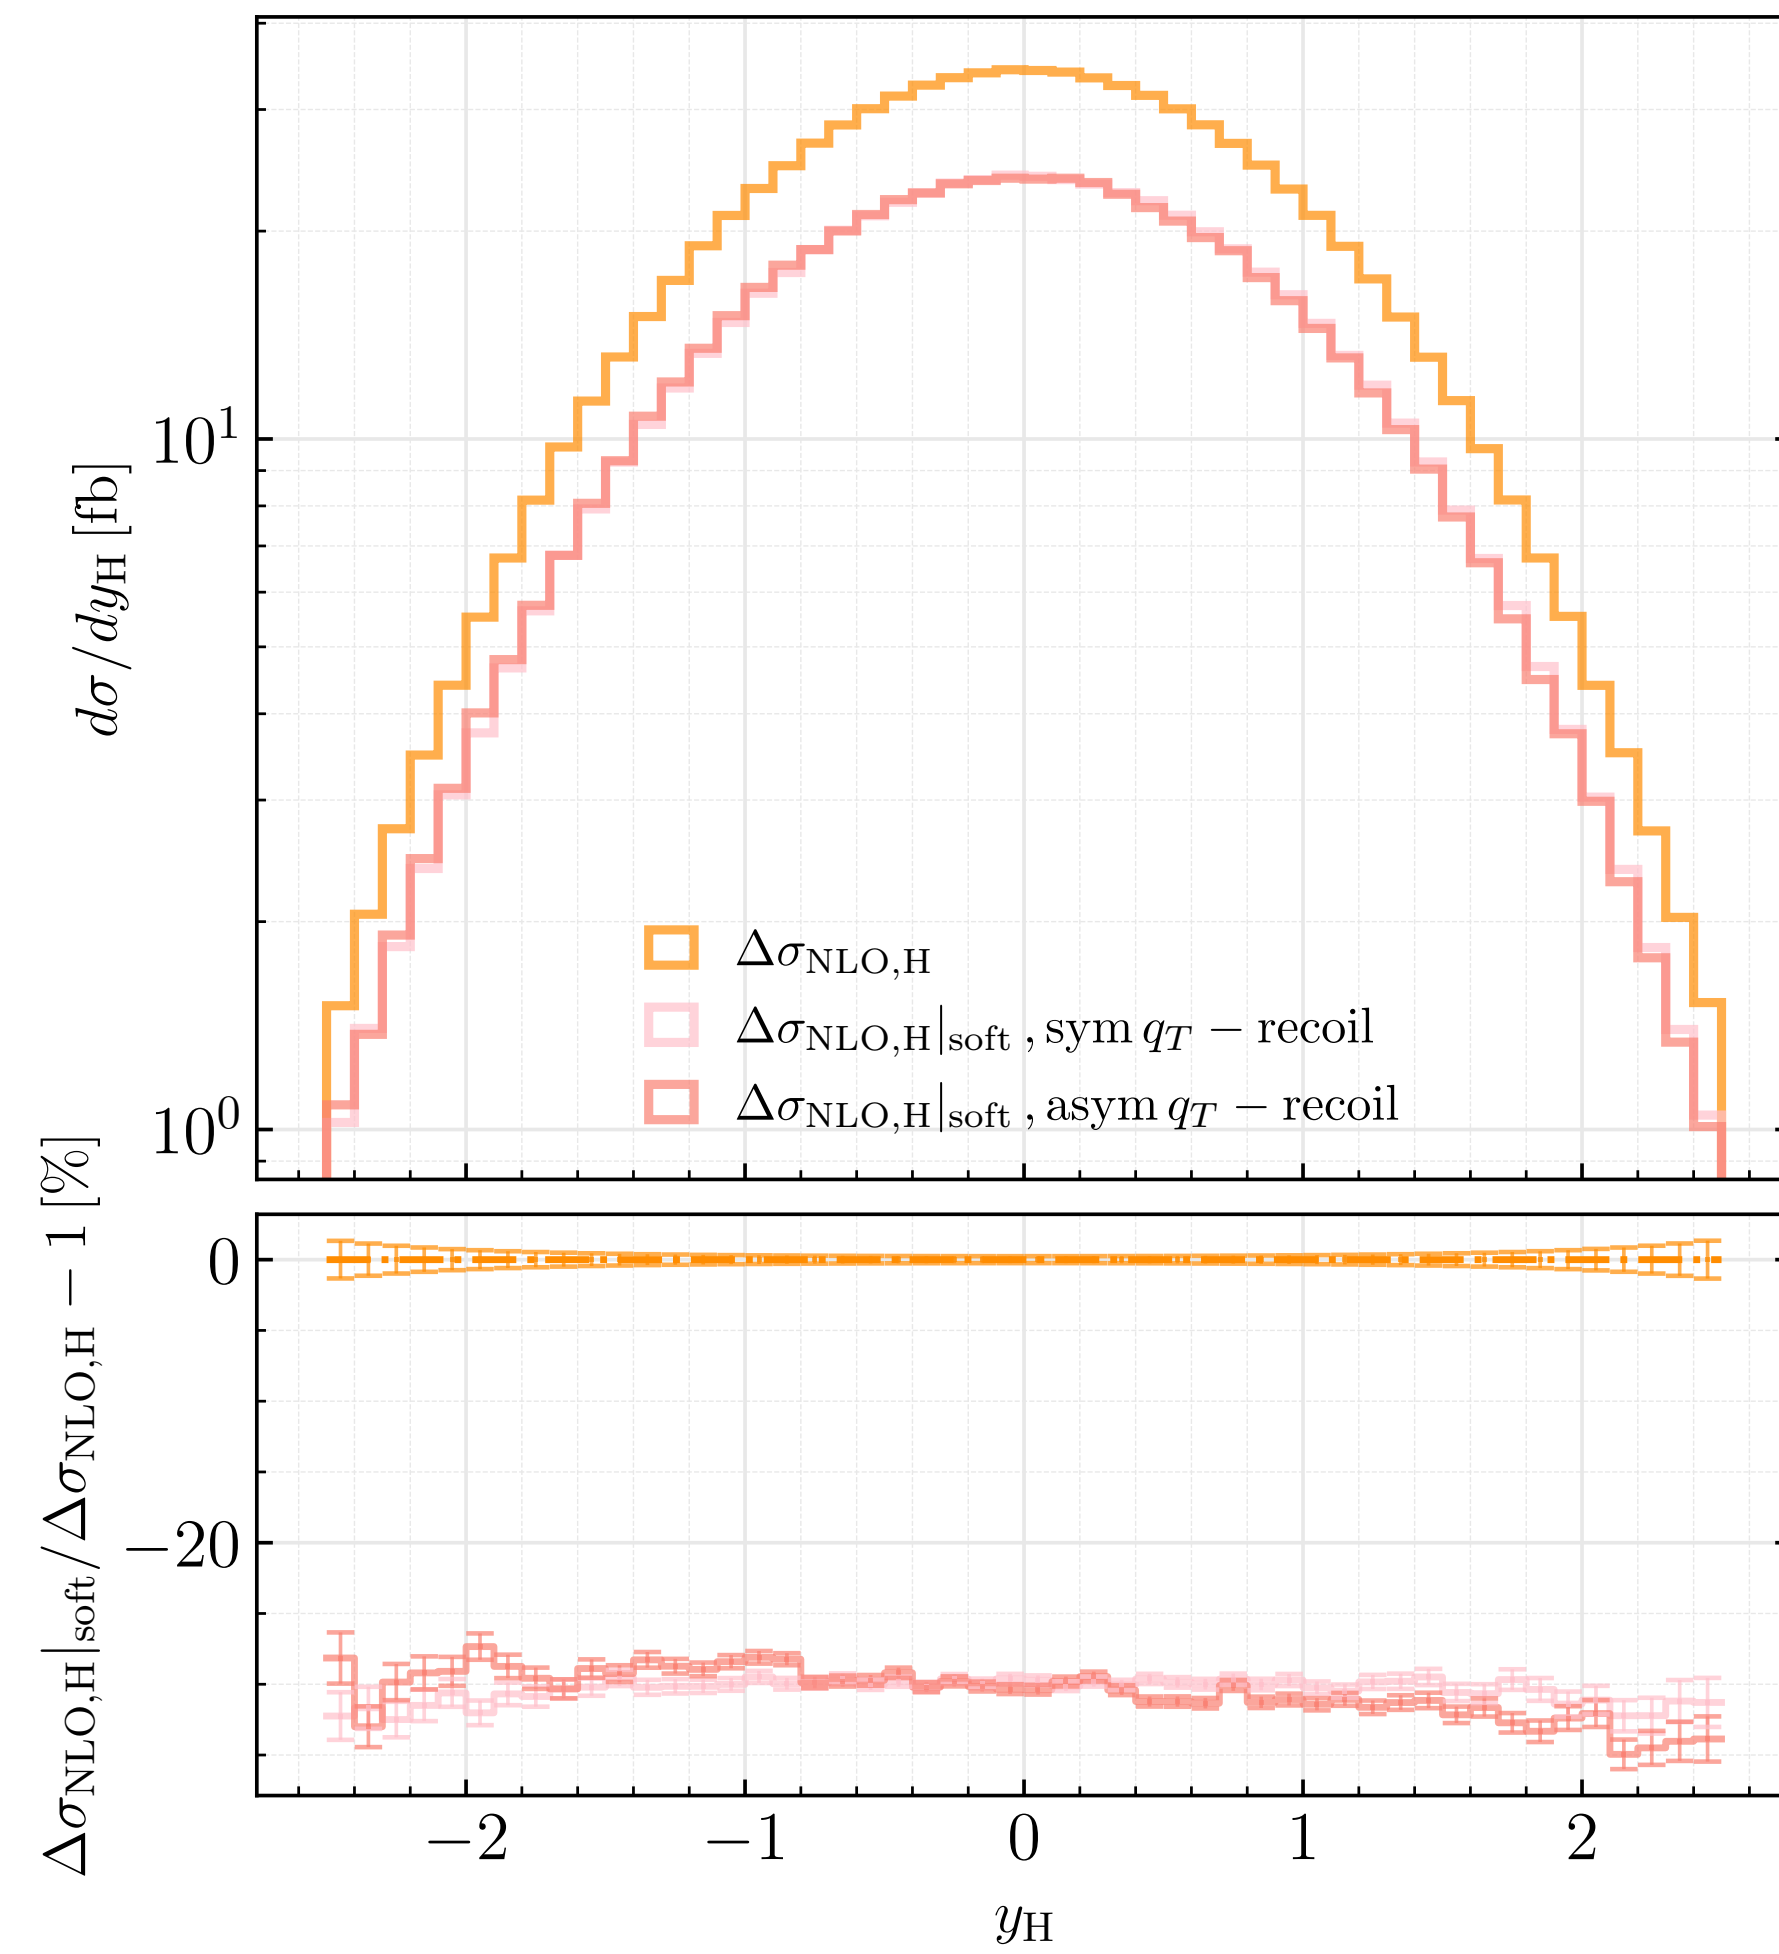 dσ / dy_H [fb]
10^1
10^0
Δσ_NLO,H
Δσ_NLO,H|_soft , sym q_T − recoil
Δσ_NLO,H|_soft , asym q_T − recoil
Δσ_NLO,H|_soft / Δσ_NLO,H − 1 [%]
0
−20
−2 −1 0 1 2
y_H